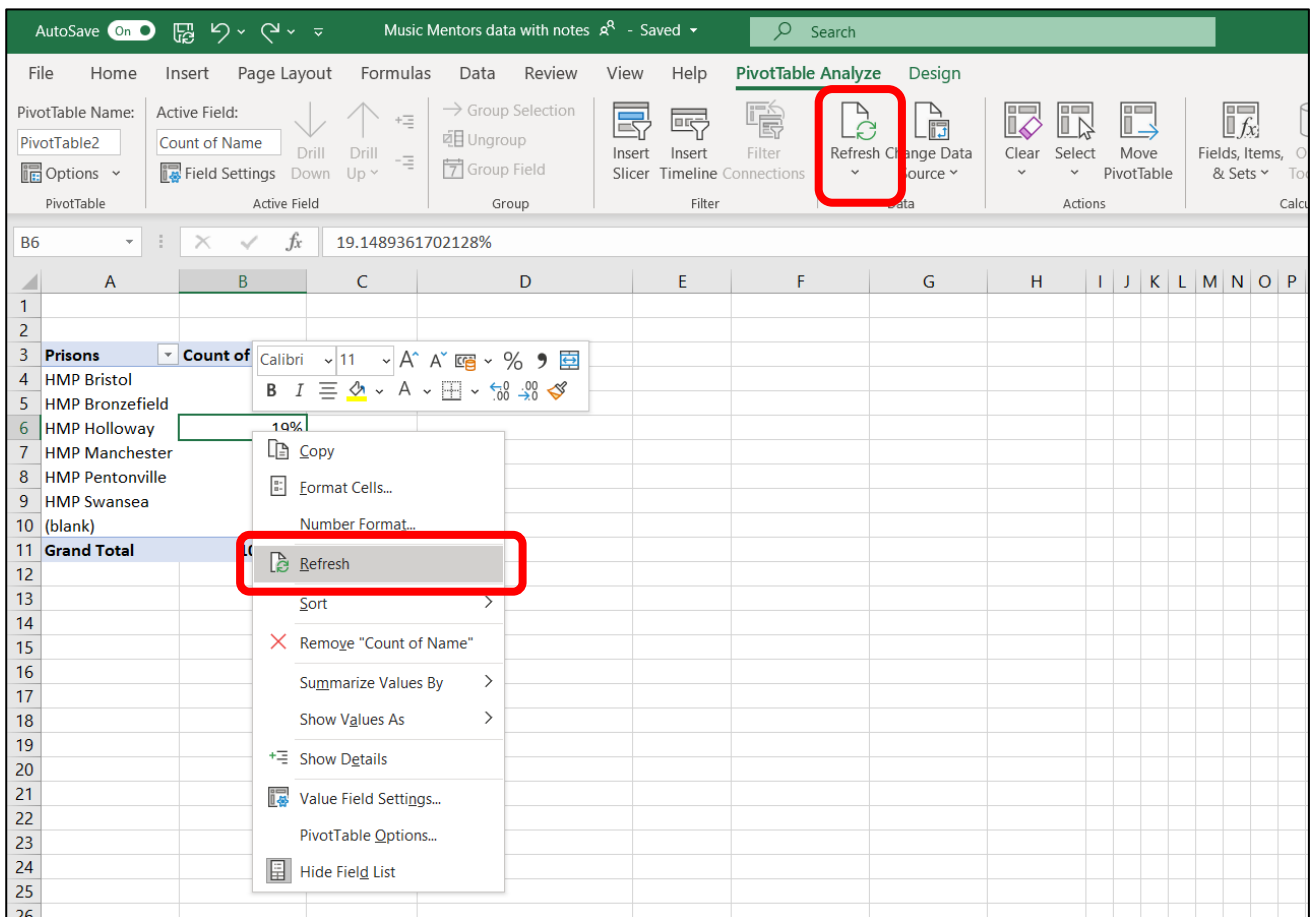 AutoSave On Music Mentors data with notes - Saved Search
File Home Insert Page Layout Formulas Data Review View Help PivotTable Analyze Design
PivotTable Name: Active Field:
PivotTable2 Count of Name
Options Field Settings
Drill Down Drill Up
Group Selection
Ungroup
Group Field
Insert Slicer Insert Timeline Filter Connections
Refresh Change Data Source
Clear Select Move PivotTable
Fields, Items, & Sets
PivotTable Active Field Group Filter Data Actions
B6 fx 19.1489361702128%
A B C D E F G H I J K L M N O P
1
2
3 Prisons Count of
4 HMP Bristol
5 HMP Bronzefield
6 HMP Holloway 19%
7 HMP Manchester
8 HMP Pentonville
9 HMP Swansea
10 (blank)
11 Grand Total
12
13
14
15
16
17
18
19
20
21
22
23
24
25
26
Calibri 11 A A % ,
B I A .00 .00
Copy
Format Cells...
Number Format...
Refresh
Sort
Remove "Count of Name"
Summarize Values By
Show Values As
Show Details
Value Field Settings...
PivotTable Options...
Hide Field List